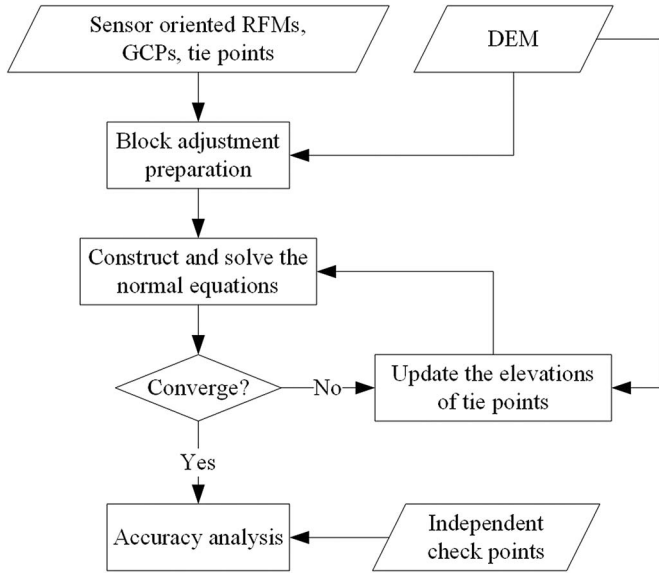 Sensor oriented RFMs,
GCPs, tie points
DEM
Block adjustment
preparation
Construct and solve the
normal equations
Converge?
No
Update the elevations
of tie points
Yes
Accuracy analysis
Independent
check points